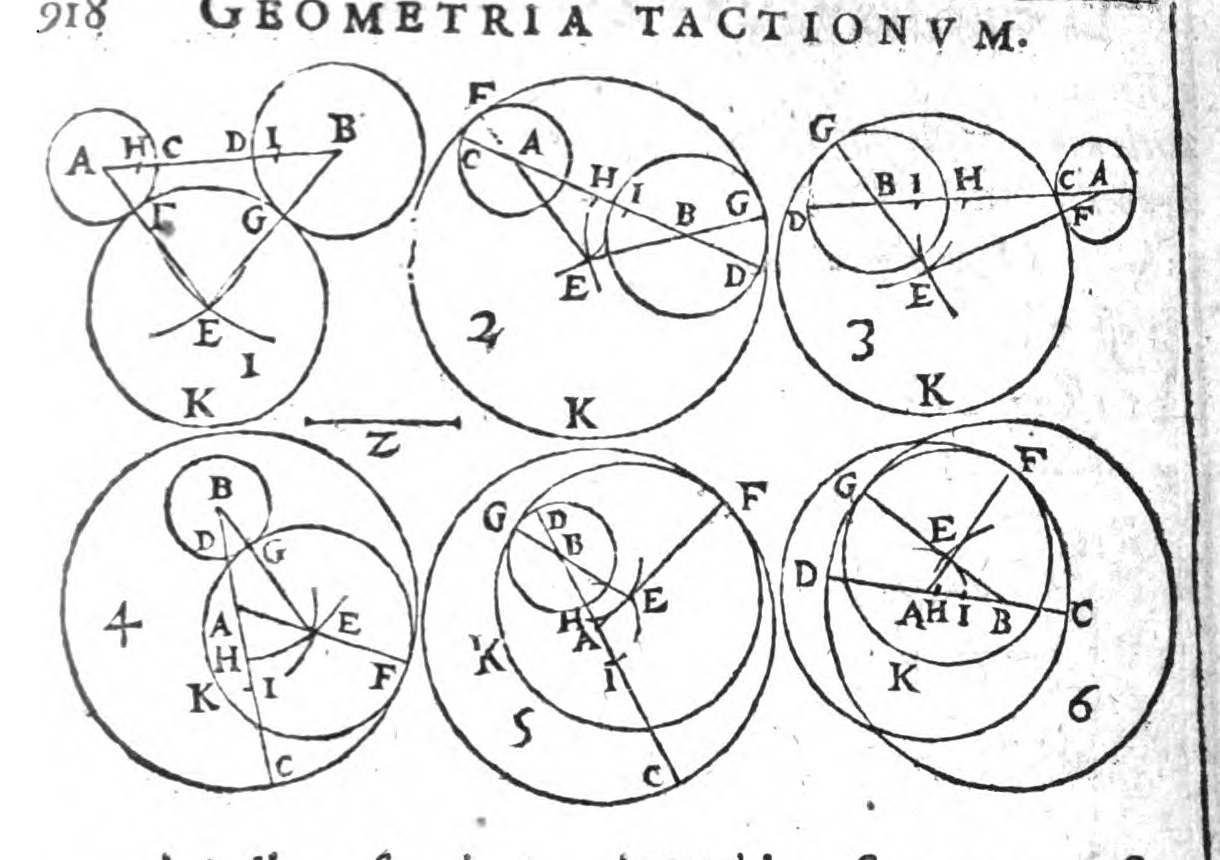 918 GEOMETRIA TACTIONVM.
A H C D I B
F G
E
I
K
F
A
C
H I
B G
D
E
2
K
G
B I H C A
D F
E
3
K
Z
B
D G
4
A E
H
K I F
C
G D F
B
E
H
A
K I
5
C
G F
E
D
A H I B C
K
6